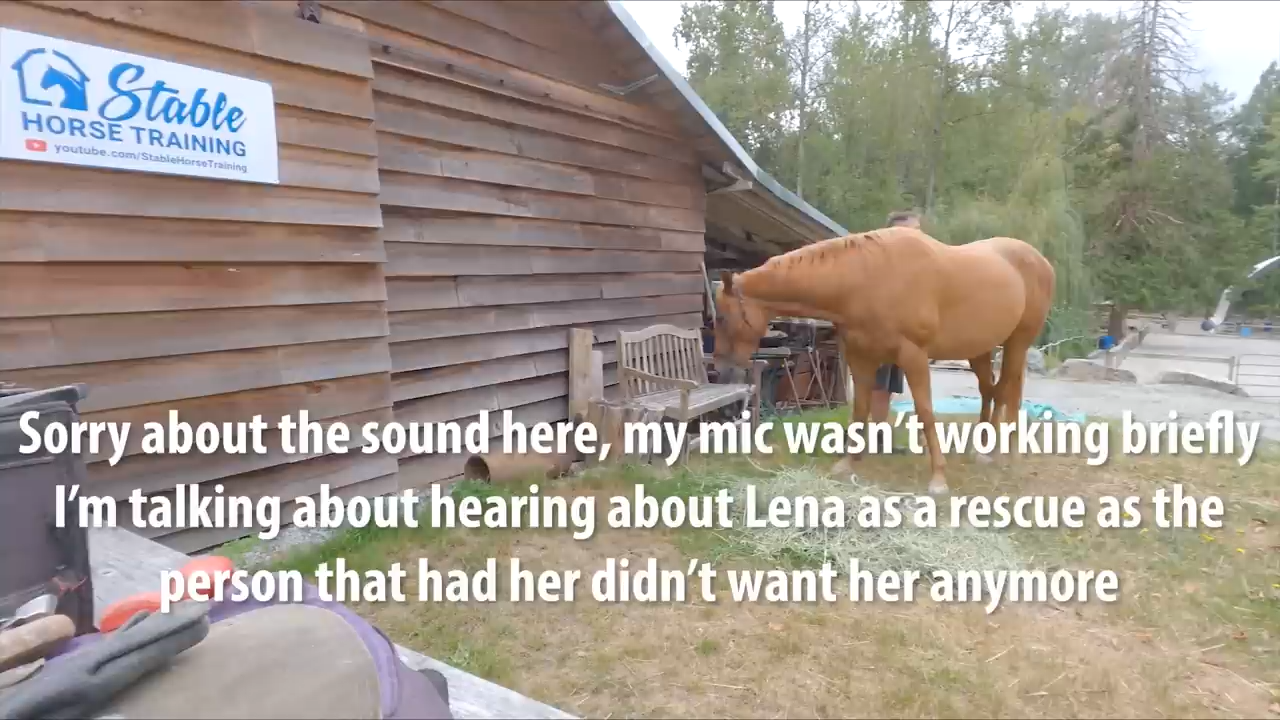 Stable
HORSE TRAINING
youtube.com/StableHorseTraining
Sorry about the sound here, my mic wasn't working briefly
I'm talking about hearing about Lena as a rescue as the
person that had her didn't want her anymore